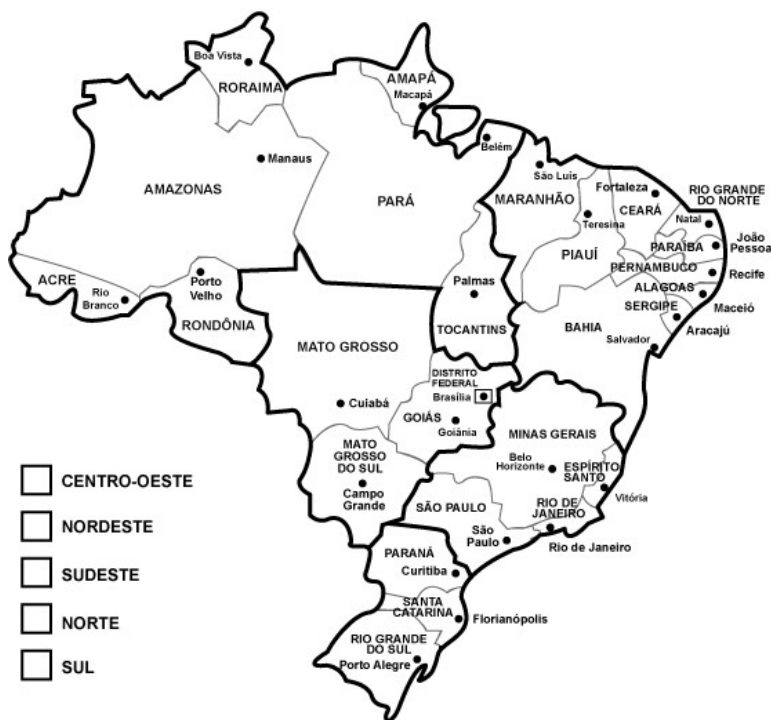 Boa Vista
RORAIMA
AMAPÁ
Macapá
Manaus
AMAZONAS
PARÁ
Belém
São Luís
MARANHÃO
Teresina
Fortaleza
CEARÁ
RIO GRANDE
DO NORTE
Natal
PARAÍBA
João
Pessoa
PIAUÍ
PERNAMBUCO
Recife
ALAGOAS
Maceió
SERGIPE
Aracajú
ACRE
Rio
Branco
Porto
Velho
RONDÔNIA
Palmas
TOCANTINS
BAHIA
Salvador
MATO GROSSO
Cuiabá
DISTRITO
FEDERAL
Brasília
GOIÁS
Goiânia
MATO
GROSSO
DO SUL
Campo
Grande
MINAS GERAIS
Belo
Horizonte
ESPÍRITO
SANTO
Vitória
SÃO PAULO
São
Paulo
RIO DE
JANEIRO
Rio de Janeiro
PARANÁ
Curitiba
SANTA
CATARINA
Florianópolis
RIO GRANDE
DO SUL
Porto Alegre
CENTRO-OESTE
NORDESTE
SUDESTE
NORTE
SUL